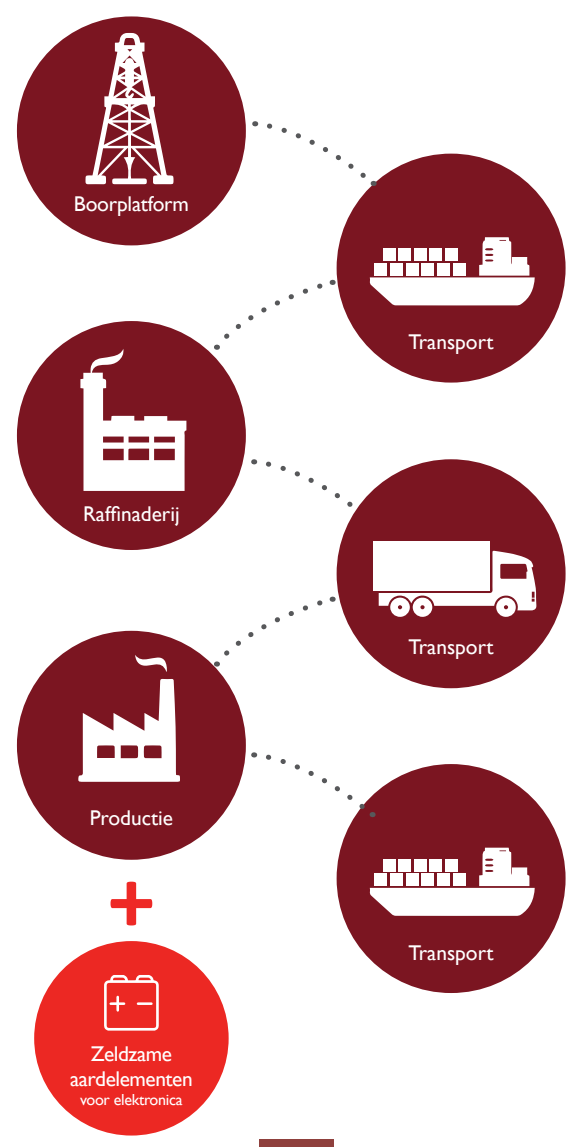 Boorplatform
Transport
Raffinaderij
Transport
Productie
Transport
Zeldzame
aardelementen
voor elektronica